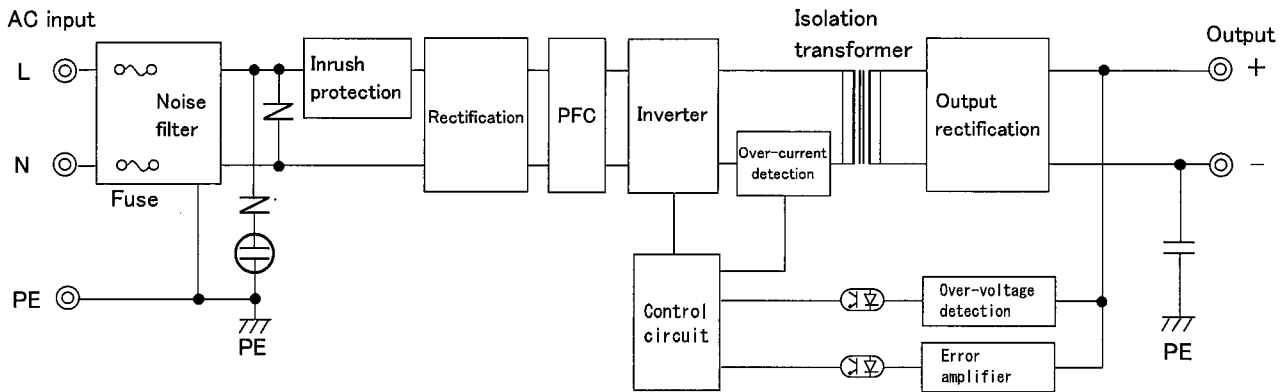 AC input
L
N
PE
Noise
filter
Fuse
PE
Inrush
protection
Rectification
PFC
Inverter
Over-current
detection
Isolation
transformer
Output
rectification
Output
+
−
Control
circuit
Over-voltage
detection
Error
amplifier
PE